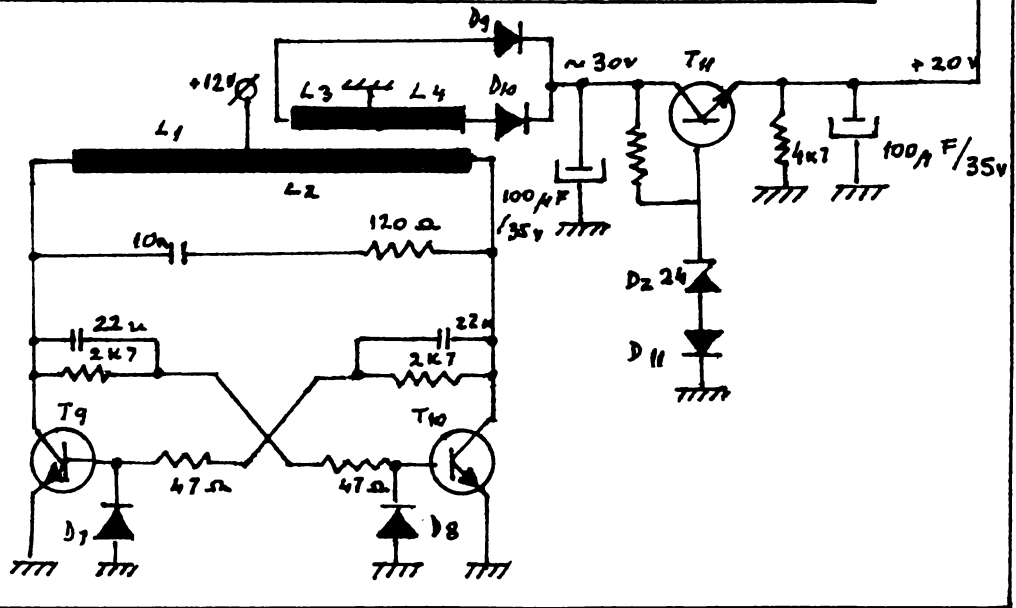 D9
~30v
T11
+20v
+12v
L3
L4
D10
L1
4K7
100µF/35v
L2
100µF
/35v
10n
120Ω
Dz 24
22n
22n
2K7
2K7
D11
T9
T10
47Ω
47Ω
D7
D8